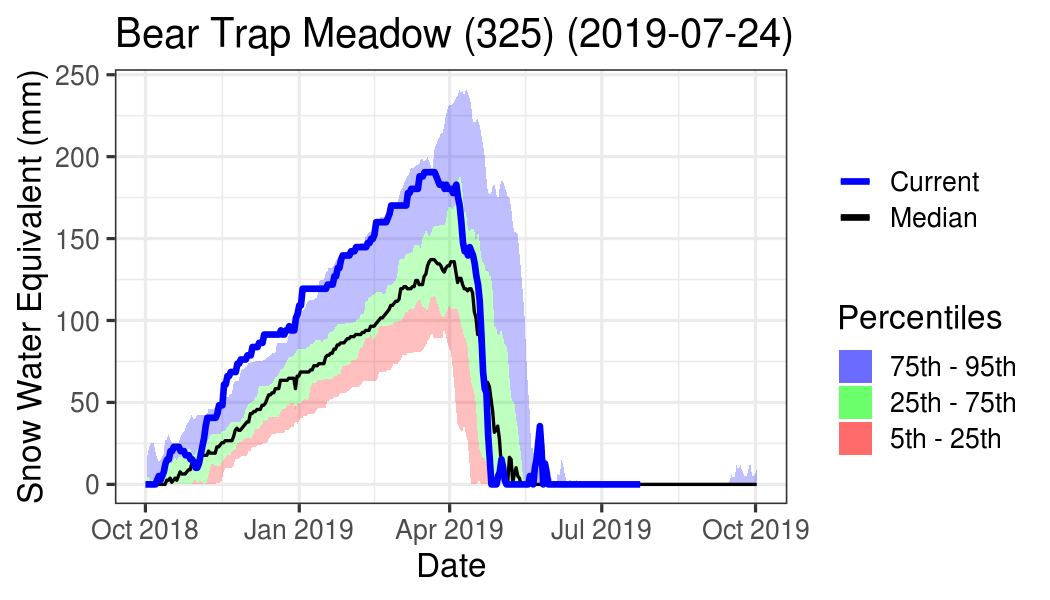 Bear Trap Meadow (325) (2019-07-24)
Snow Water Equivalent (mm)
250
200
150
100
50
0
Oct 2018
Jan 2019
Apr 2019
Jul 2019
Oct 2019
Date
Current
Median
Percentiles
75th - 95th
25th - 75th
5th - 25th